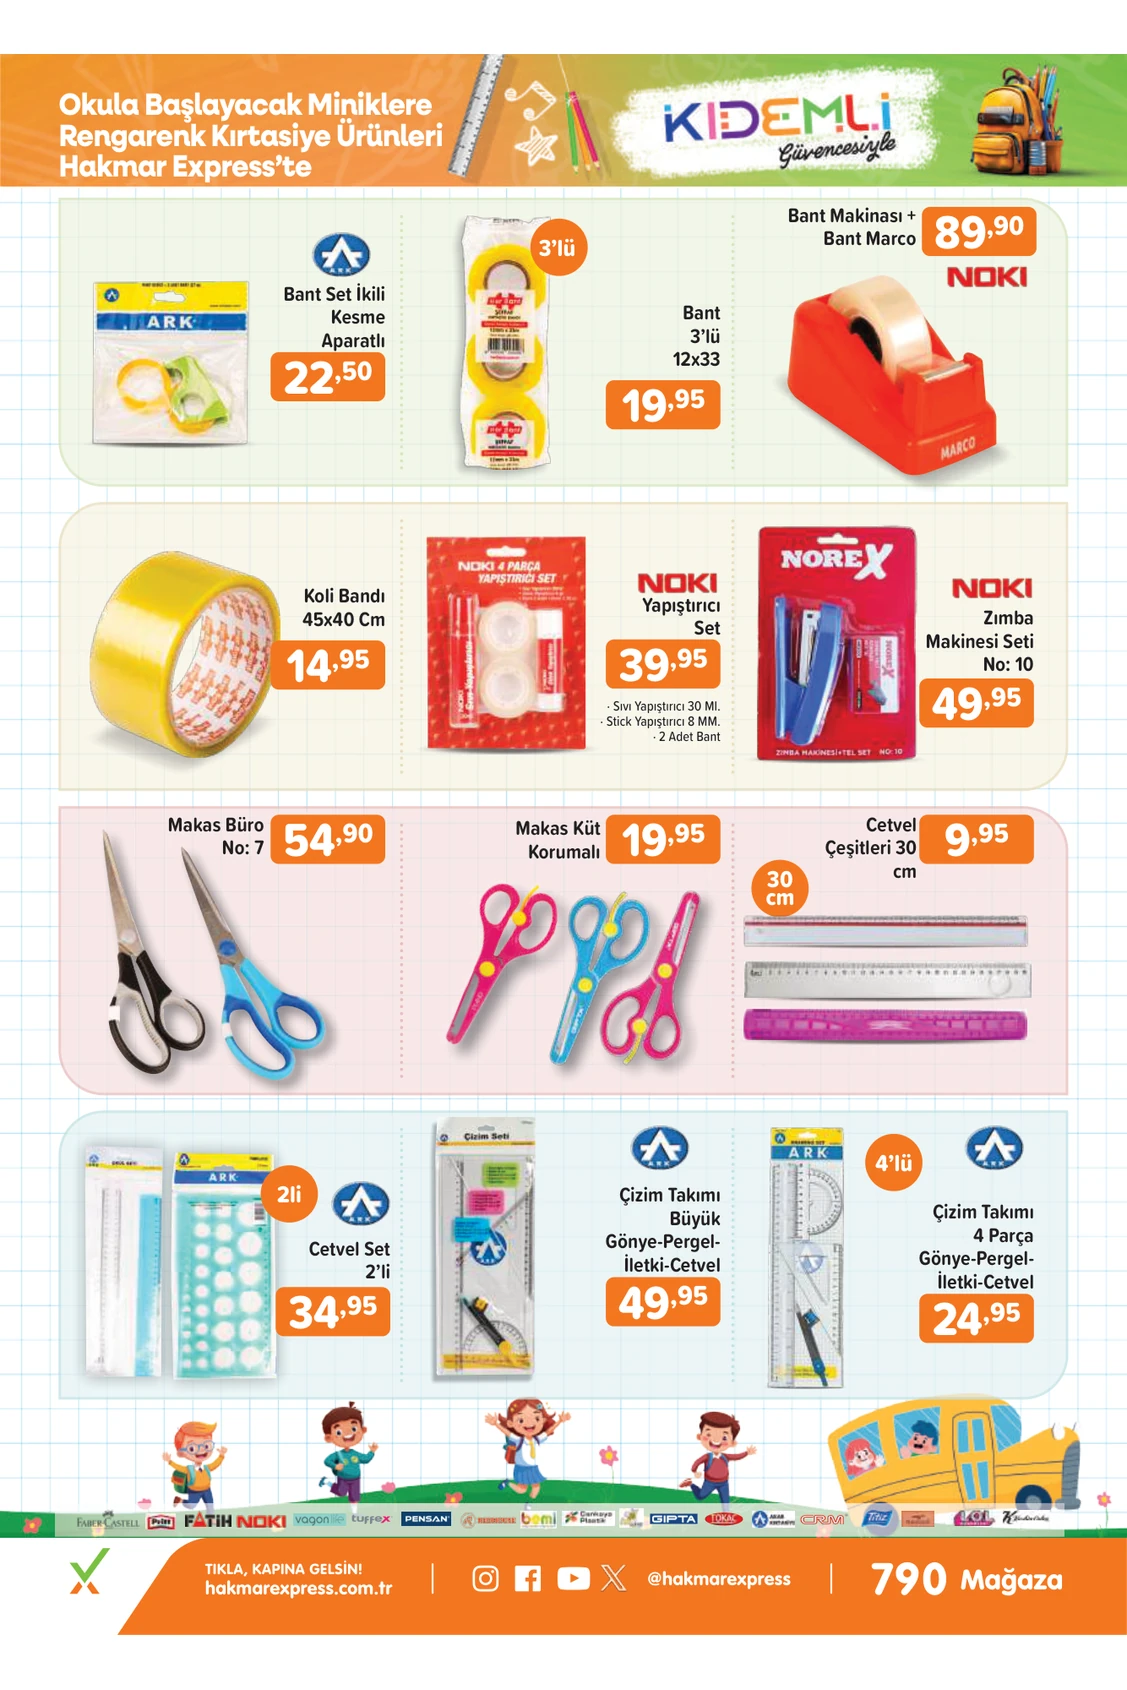 Okula Başlayacak Miniklere
Rengarenk Kırtasiye Ürünleri
Hakmar Express'te
KIDEMLİ
Güvencesiyle
ARK
Bant Set İkili
Kesme
Aparatlı
22,50
ARK
3'lü
Bant
3'lü
12x33
19,95
Bant Makinası +
Bant Marco
89,90
NOKI
MARCO
Koli Bandı
45x40 Cm
14,95
NOKI 4 PARÇA
YAPIŞTIRICI SET
NOKI
Yapıştırıcı
Set
39,95
· Sıvı Yapıştırıcı 30 Ml.
· Stick Yapıştırıcı 8 MM.
· 2 Adet Bant
NOREX
ZIMBA MAKİNESİ+TEL SET NO: 10
NOKI
Zımba
Makinesi Seti
No: 10
49,95
Makas Büro
No: 7
54,90
Makas Küt
Korumalı
19,95
Cetvel
Çeşitleri 30
cm
9,95
30
cm
ARK
2li
ARK
Cetvel Set
2'li
34,95
Çizim Seti
ARK
Çizim Takımı
Büyük
Gönye-Pergel-
İletki-Cetvel
49,95
ARK
4'lü
ARK
Çizim Takımı
4 Parça
Gönye-Pergel-
İletki-Cetvel
24,95
FABER-CASTELL Pritt FATİH NOKI vagonlife tuffex PENSAN REDHOUSE bemi Çankaya Plastik GIPTA TOKAÇ CRM Titiz LOL
TIKLA, KAPINA GELSİN!
hakmarexpress.com.tr
@hakmarexpress
790 Mağaza